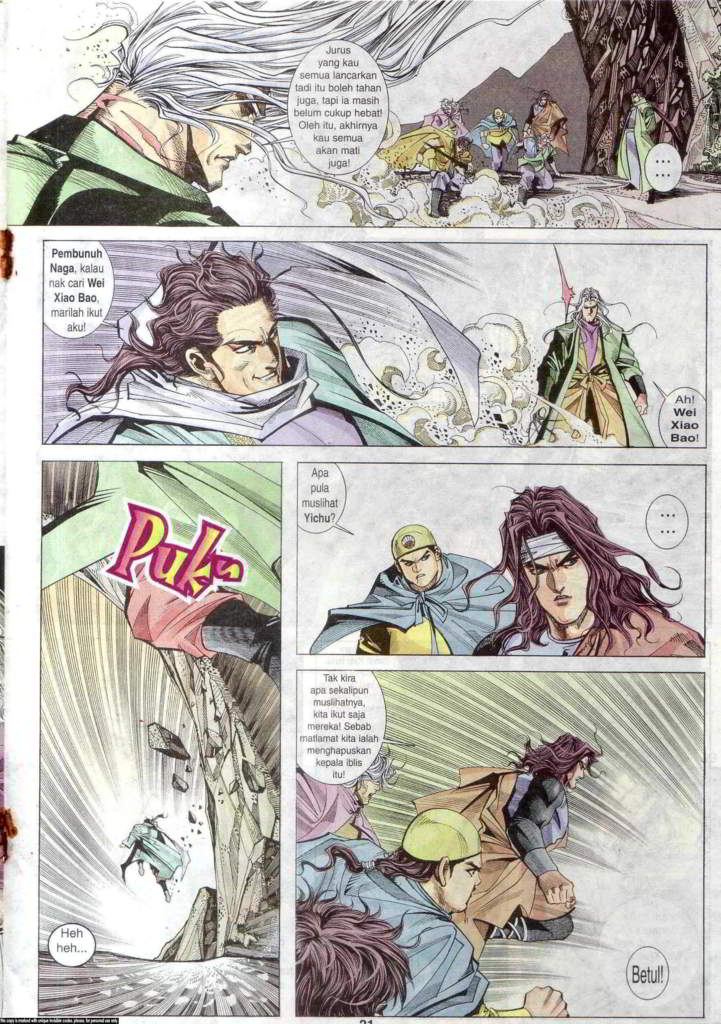 Jurus
yang kau
semua lancarkan
tadi itu boleh tahan
juga, tapi ia masih
belum cukup hebat!
Oleh itu, akhirnya
kau semua
akan mati
juga!
... ...
Pembunuh
Naga, kalau
nak cari Wei
Xiao Bao,
marilah ikut
aku!
Ah!
Wei
Xiao
Bao!
Puk
Heh
heh...
Apa
pula
muslihat
Yichu?
...
...
Tak kira
apa sekalipun
muslihatnya,
kita ikut saja
mereka! Sebab
matlamat kita ialah
menghapuskan
kepala iblis
itu!
Betul!
21